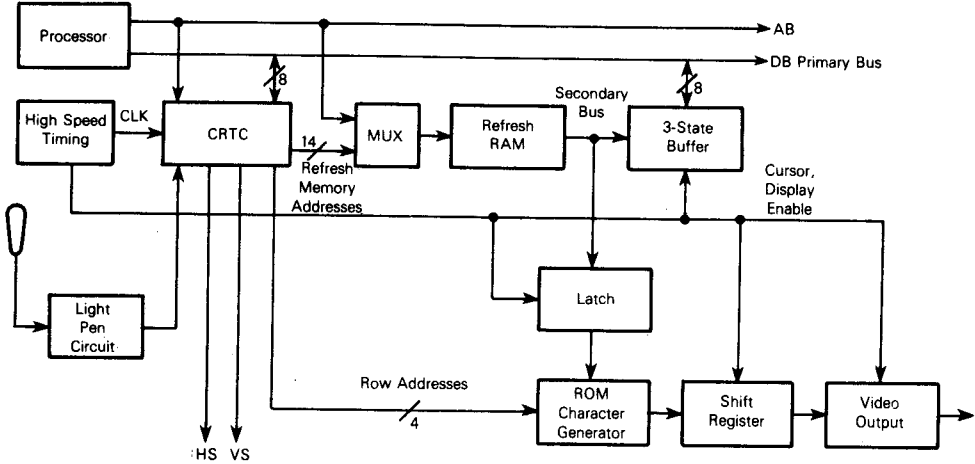 Processor
AB
DB Primary Bus
8
8
High Speed
Timing
CLK
CRTC
14
Refresh
Memory
Addresses
MUX
Refresh
RAM
Secondary
Bus
3-State
Buffer
Cursor,
Display
Enable
Latch
Light
Pen
Circuit
Row Addresses
4
ROM
Character
Generator
Shift
Register
Video
Output
HS VS